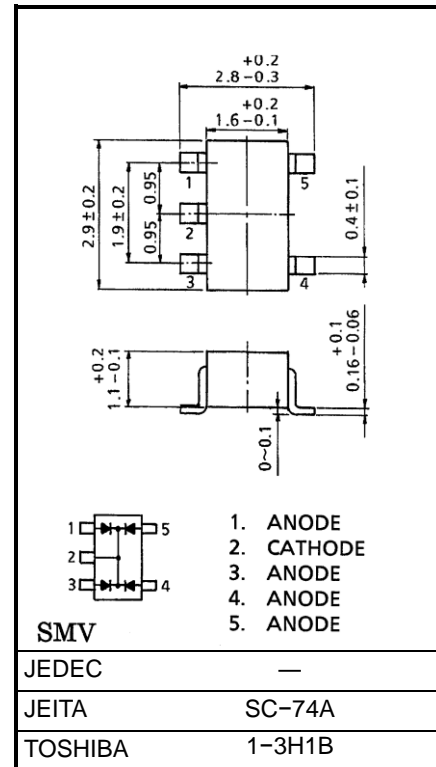 +0.2
2.8−0.3
+0.2
1.6−0.1
1
5
2
3
4
2.9±0.2
1.9±0.2
0.95
0.95
0.4±0.1
+0.2
1.1−0.1
+0.1
0.16−0.06
0~0.1
1 5
2
3 4
1. ANODE
2. CATHODE
3. ANODE
4. ANODE
5. ANODE
SMV
JEDEC —
JEITA SC−74A
TOSHIBA 1−3H1B